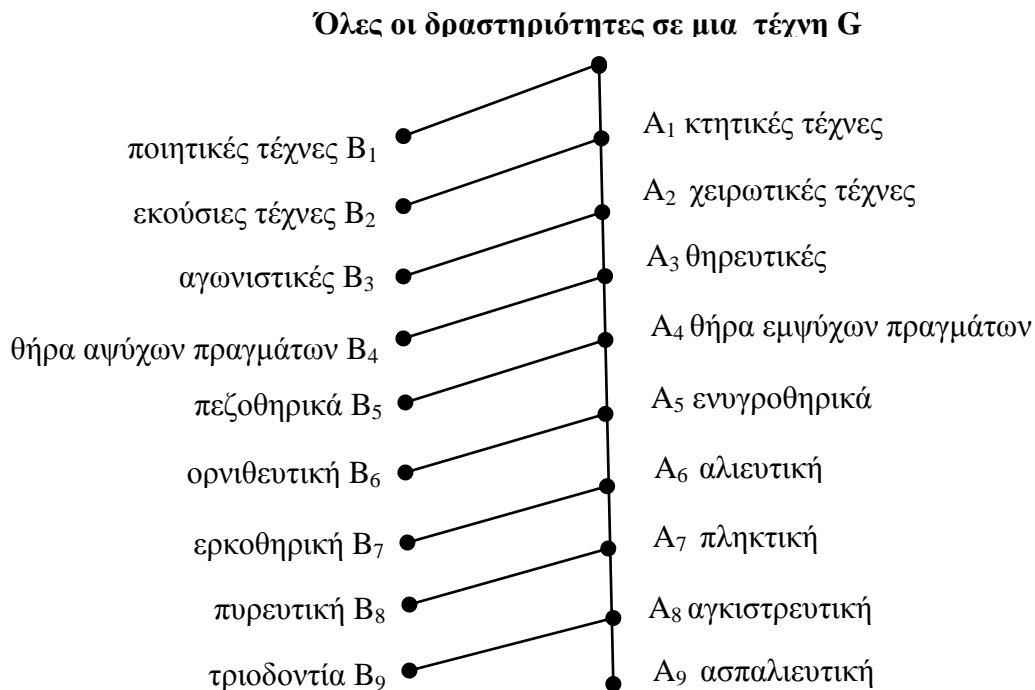 Όλες οι δραστηριότητες σε μια τέχνη G
ποιητικές τέχνες B₁
A₁ κτητικές τέχνες
εκούσιες τέχνες B₂
A₂ χειρωτικές τέχνες
αγωνιστικές B₃
A₃ θηρευτικές
θήρα αψύχων πραγμάτων B₄
A₄ θήρα εμψύχων πραγμάτων
πεζοθηρικά B₅
A₅ ενυγροθηρικά
ορνιθευτική B₆
A₆ αλιευτική
ερκοθηρική B₇
A₇ πληκτική
πυρευτική B₈
A₈ αγκιστρευτική
τριοδοντία B₉
A₉ ασπαλιευτική